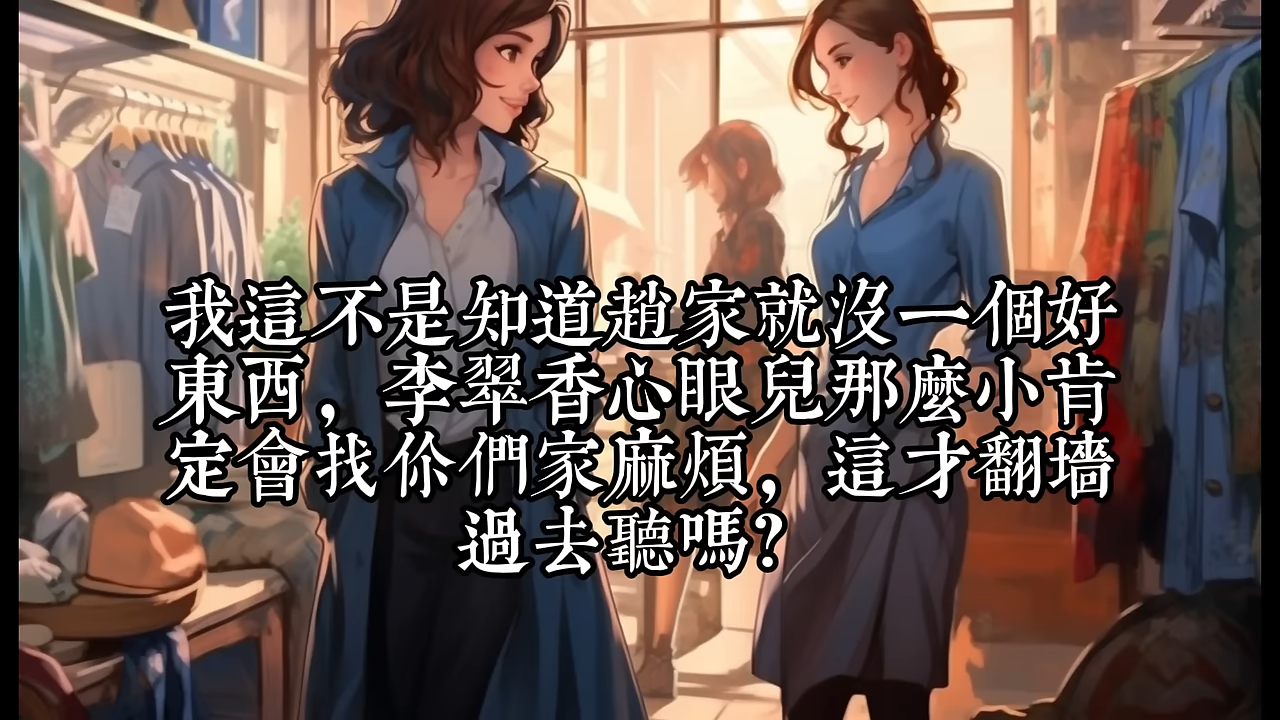 我這不是知道趙家就沒一個好
東西，李翠香心眼兒那麼小肯
定會找你們家麻煩，這才翻墻
過去聽嗎？